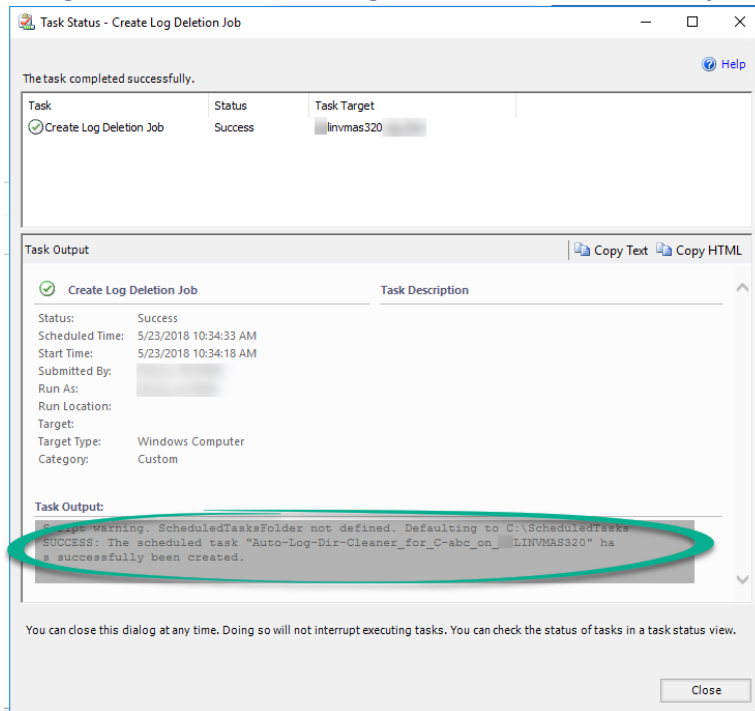 Task Status - Create Log Deletion Job
Help
The task completed successfully.
Task Status Task Target
Create Log Deletion Job Success linvmas320
Task Output Copy Text Copy HTML
Create Log Deletion Job Task Description
Status: Success
Scheduled Time: 5/23/2018 10:34:33 AM
Start Time: 5/23/2018 10:34:18 AM
Submitted By:
Run As:
Run Location:
Target:
Target Type: Windows Computer
Category: Custom
Task Output:
Script warning. ScheduledTasksFolder not defined. Defaulting to C:\ScheduledTasks
SUCCESS: The scheduled task "Auto-Log-Dir-Cleaner_for_C-abc_on_ LINVMAS320" ha
s successfully been created.
You can close this dialog at any time. Doing so will not interrupt executing tasks. You can check the status of tasks in a task status view.
Close